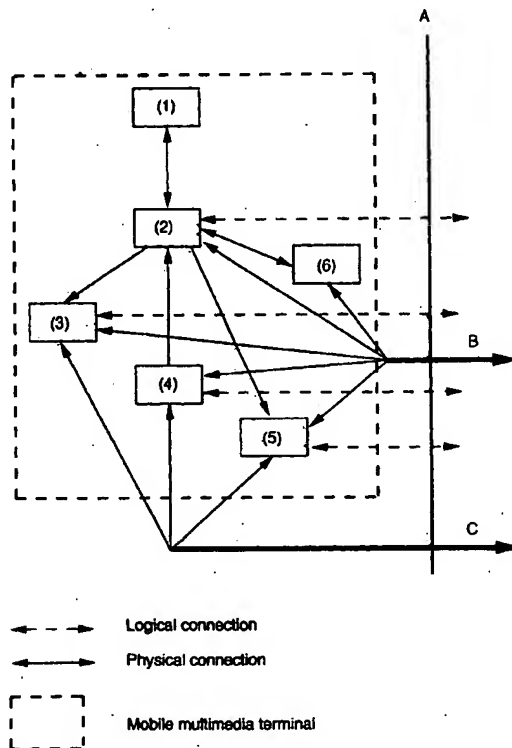 A
(1)
(2)
(6)
(3)
B
(4)
(5)
C
Logical connection
Physical connection
Mobile multimedia terminal